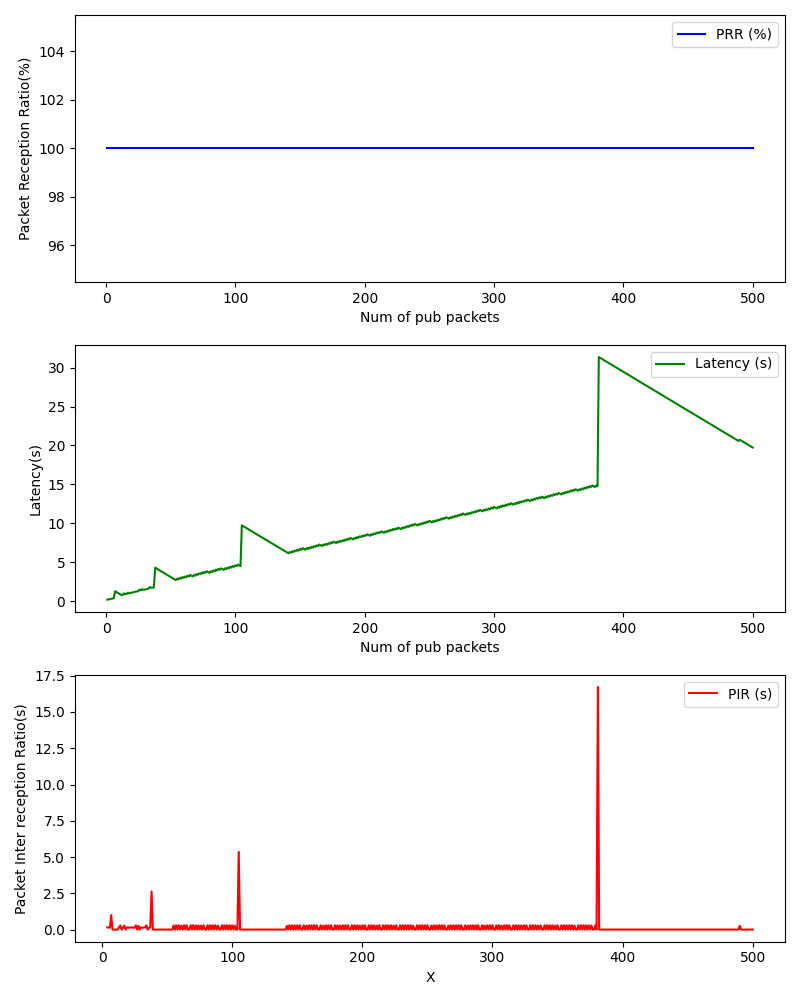 PRR (%)
Packet Reception Ratio(%)
104
102
100
98
96
0 100 200 300 400 500
Num of pub packets
Latency (s)
Latency(s)
30
25
20
15
10
5
0
0 100 200 300 400 500
Num of pub packets
PIR (s)
Packet Inter reception Ratio(s)
17.5
15.0
12.5
10.0
7.5
5.0
2.5
0.0
0 100 200 300 400 500
X